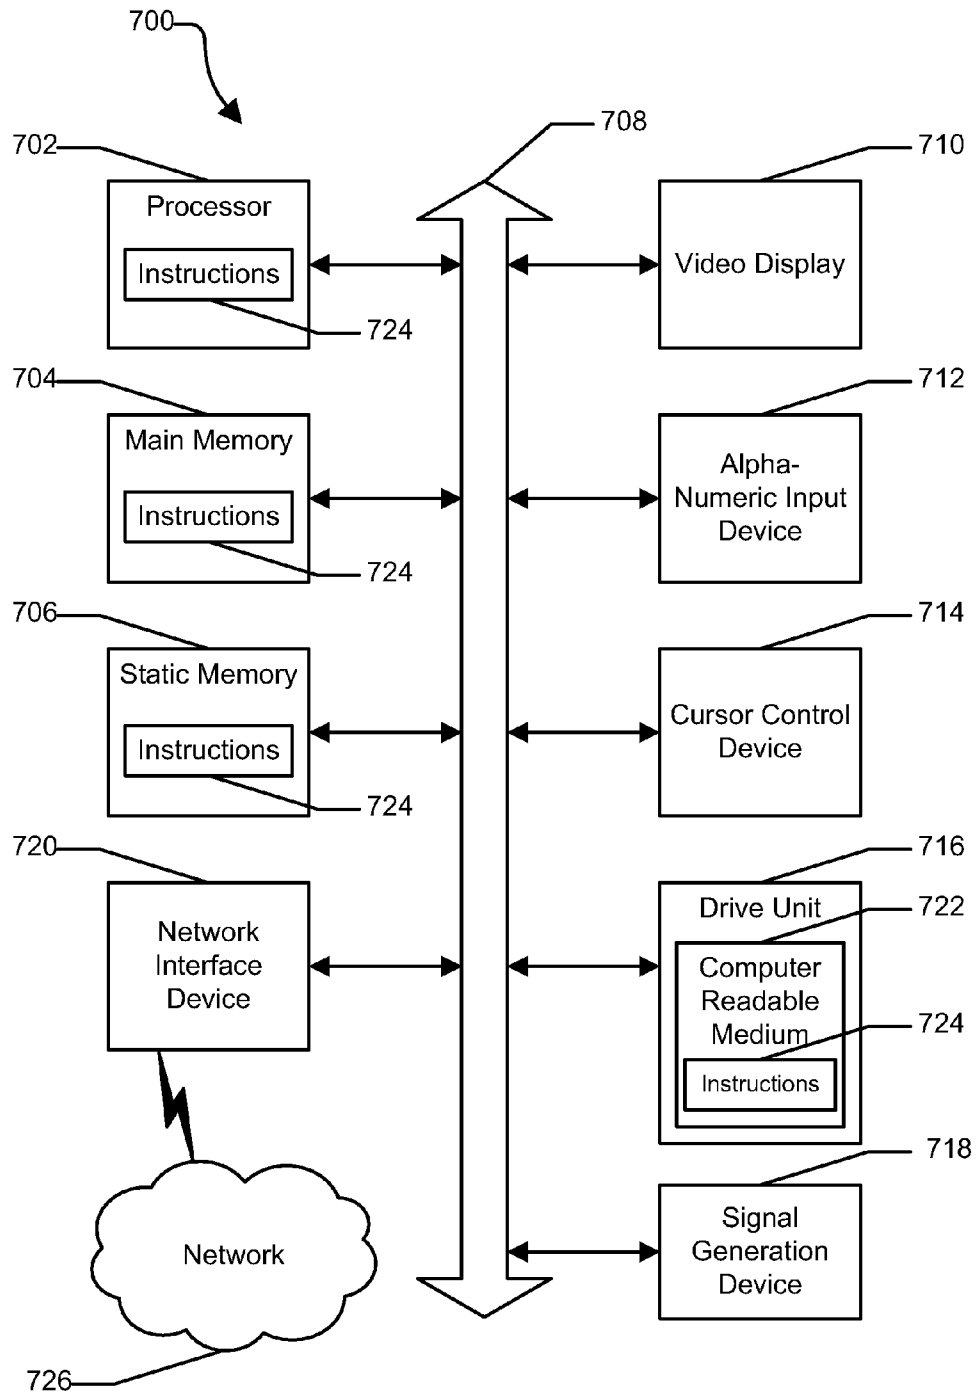 700
708
702
710
Processor
Instructions
Video Display
724
704
712
Main Memory
Instructions
Alpha-
Numeric Input
Device
724
706
714
Static Memory
Instructions
Cursor Control
Device
724
720
716
Network
Interface
Device
Drive Unit
722
Computer
Readable
Medium
724
Instructions
718
Signal
Generation
Device
Network
726